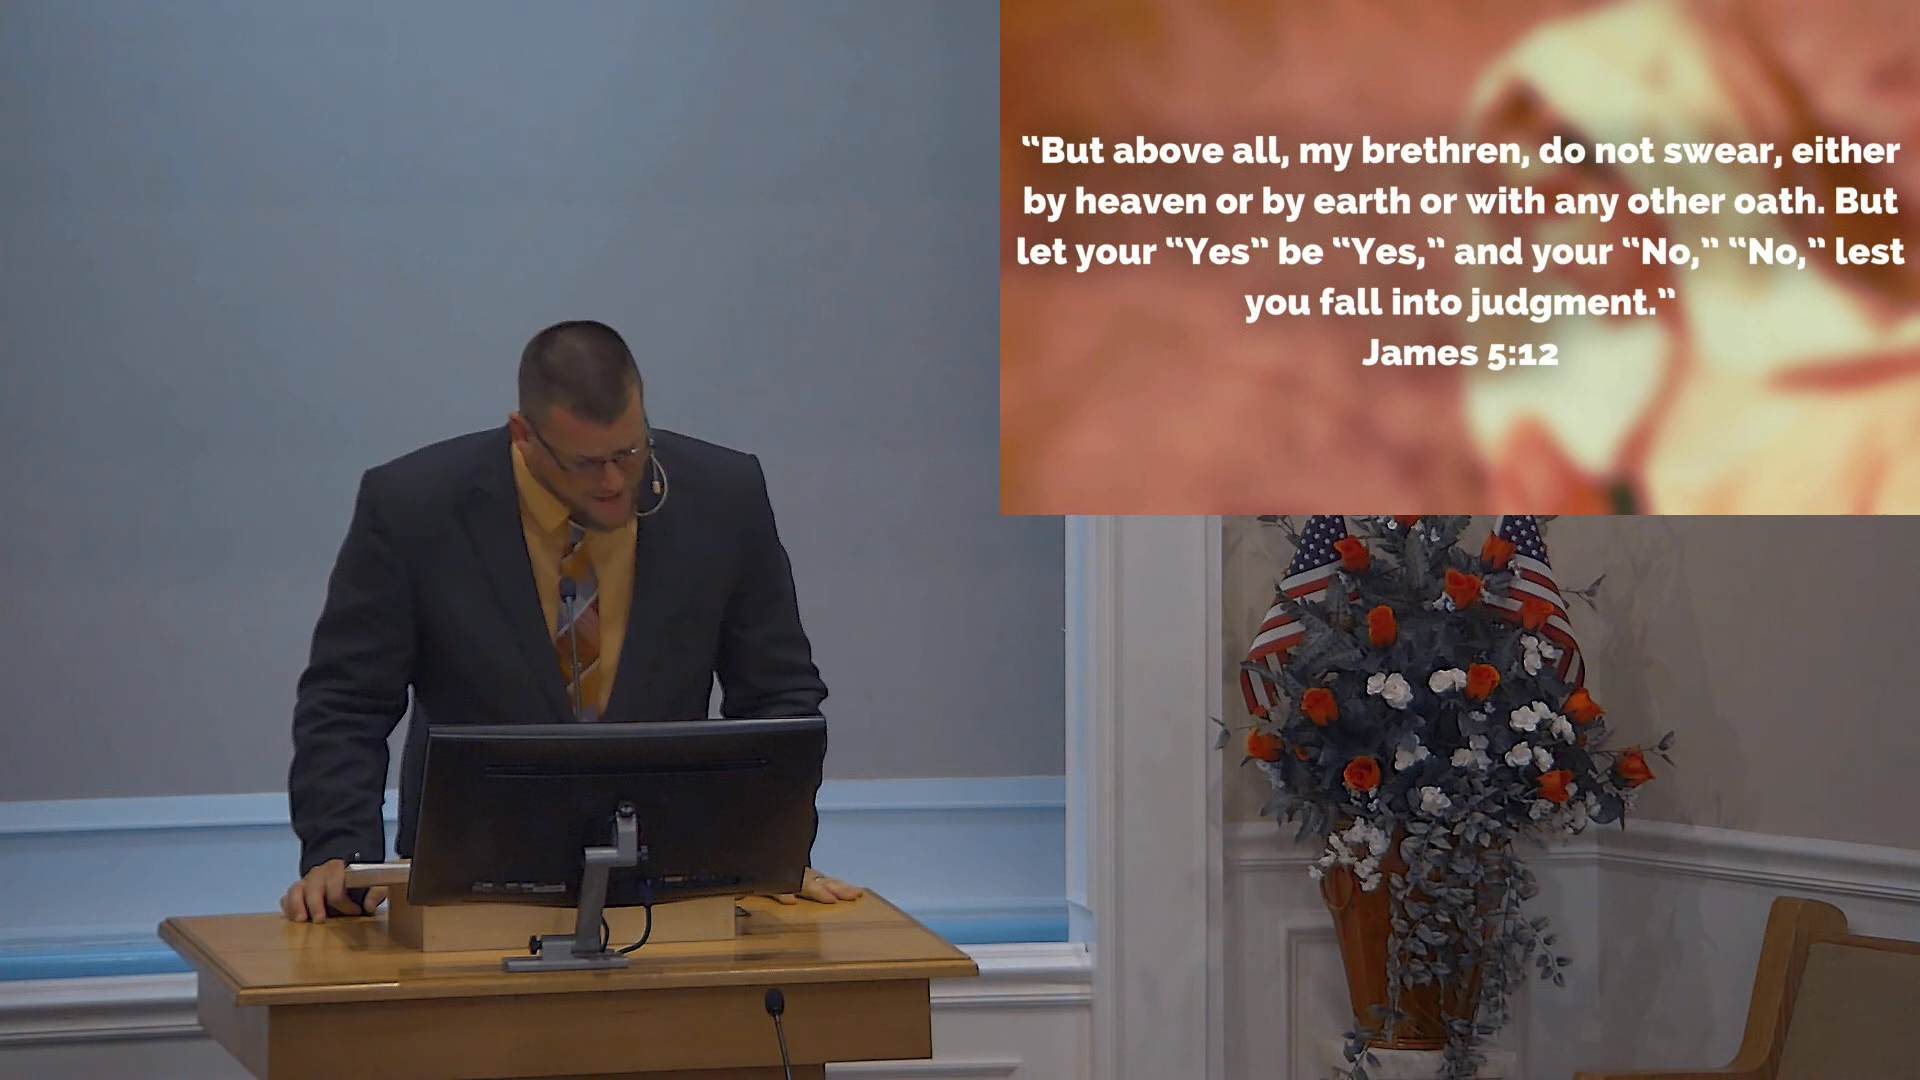 “But above all, my brethren, do not swear, either
by heaven or by earth or with any other oath. But
let your “Yes” be “Yes,” and your “No,” “No,” lest
you fall into judgment.”
James 5:12